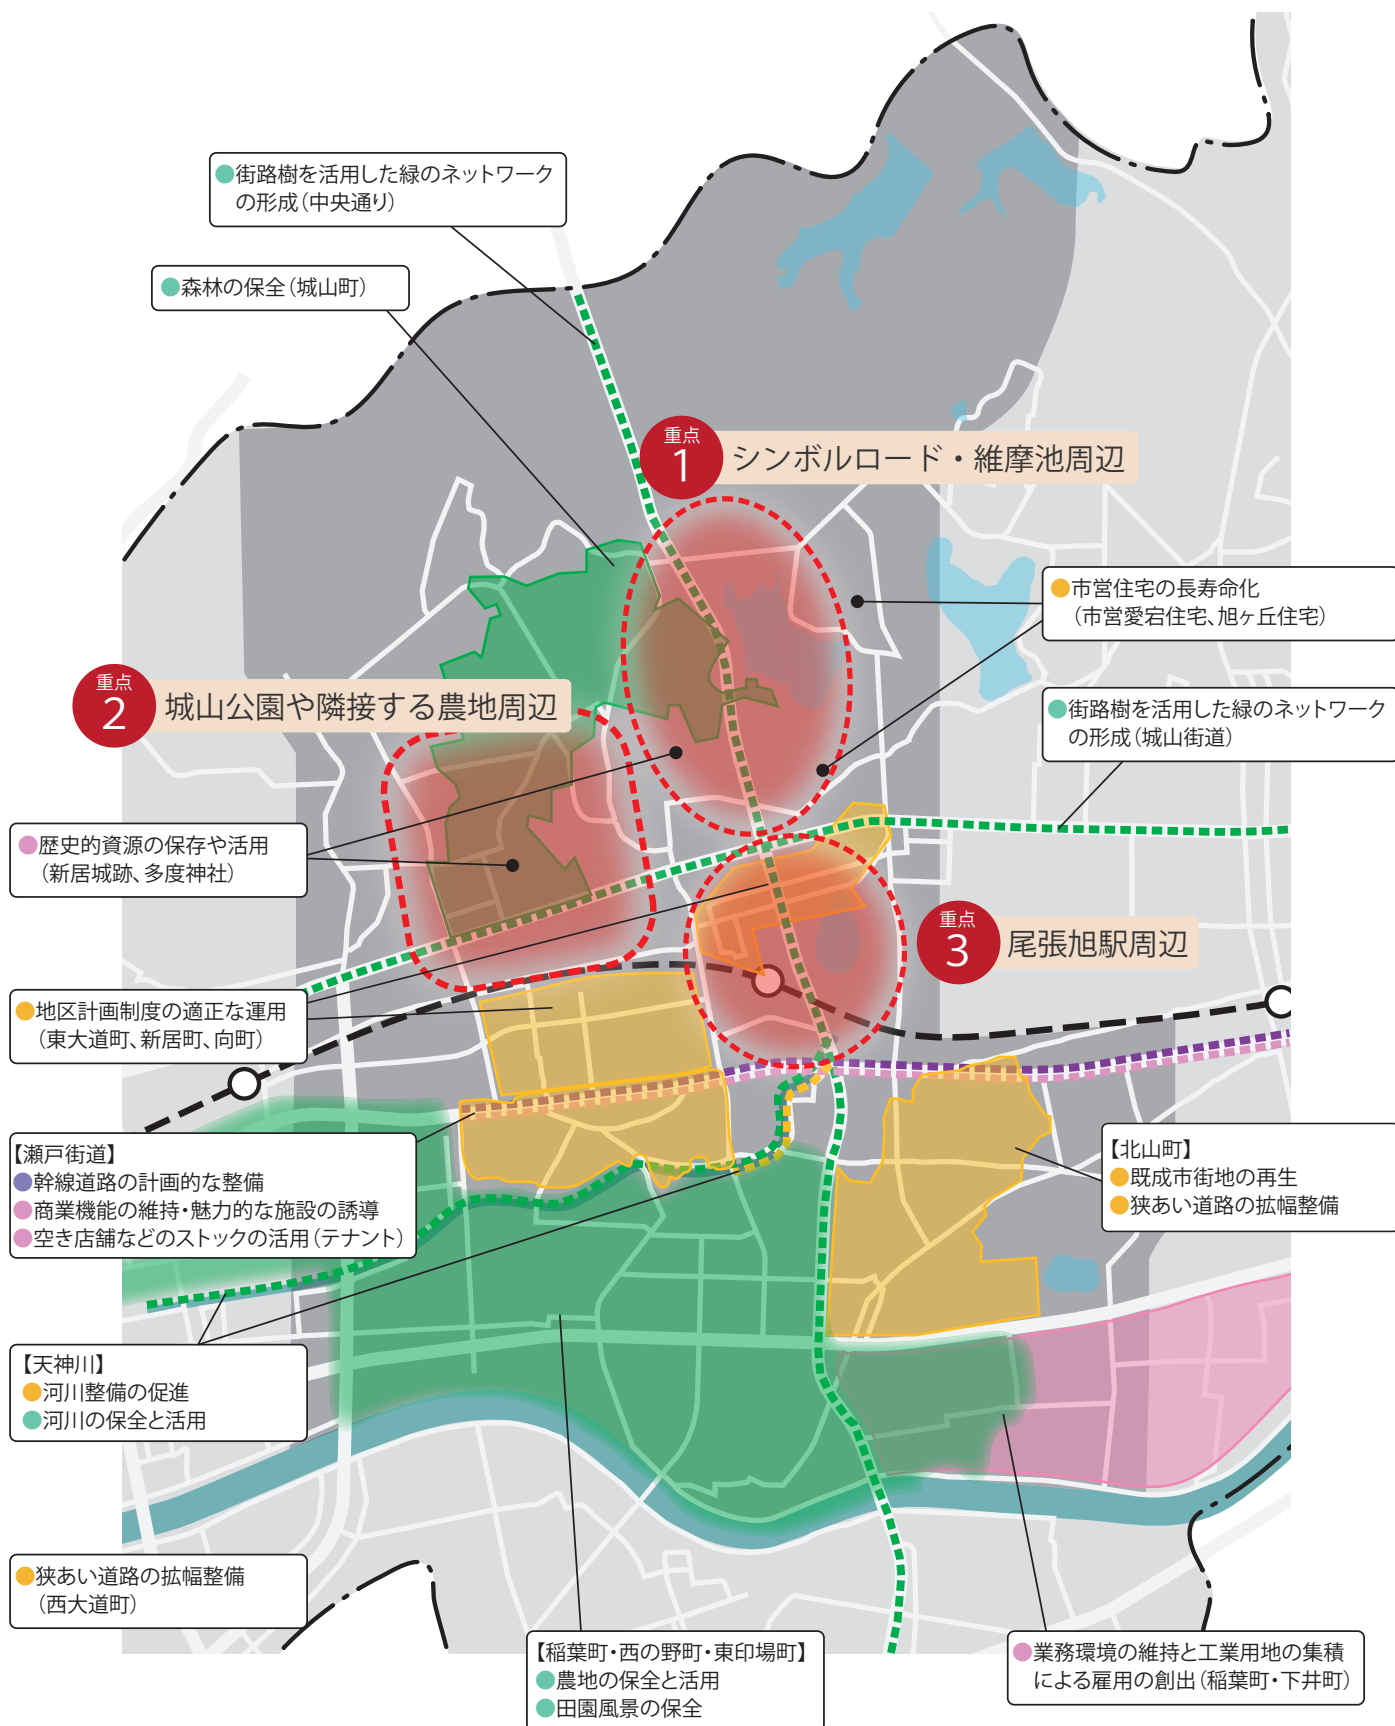 ●街路樹を活用した緑のネットワーク
の形成(中央通り)
●森林の保全(城山町)
重点
1
シンボルロード・維摩池周辺
●市営住宅の長寿命化
(市営愛宕住宅、旭ヶ丘住宅)
重点
2
城山公園や隣接する農地周辺
●街路樹を活用した緑のネットワーク
の形成(城山街道)
●歴史的資源の保存や活用
(新居城跡、多度神社)
重点
3
尾張旭駅周辺
●地区計画制度の適正な運用
(東大道町、新居町、向町)
【瀬戸街道】
●幹線道路の計画的な整備
●商業機能の維持・魅力的な施設の誘導
●空き店舗などのストックの活用(テナント)
【北山町】
●既成市街地の再生
●狭あい道路の拡幅整備
【天神川】
●河川整備の促進
●河川の保全と活用
●狭あい道路の拡幅整備
(西大道町)
【稲葉町・西の野町・東印場町】
●農地の保全と活用
●田園風景の保全
●業務環境の維持と工業用地の集積
による雇用の創出(稲葉町・下井町)